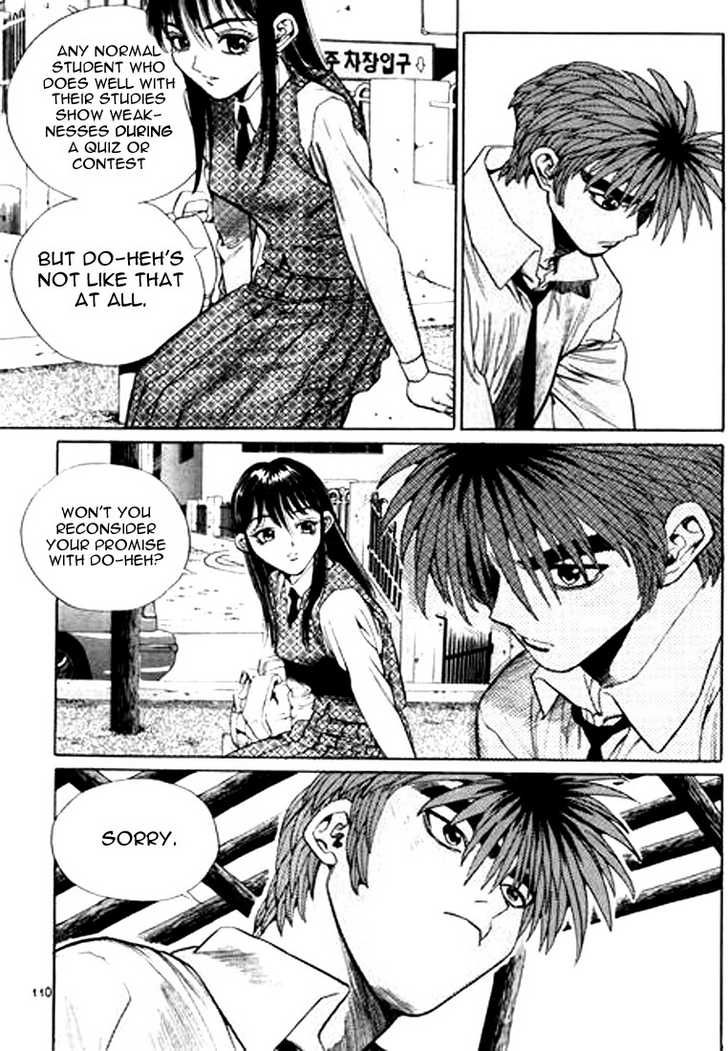 ANY NORMAL
STUDENT WHO
DOES WELL WITH
THEIR STUDIES
SHOW WEAK-
NESSES DURING
A QUIZ OR
CONTEST
BUT DO-HEH'S
NOT LIKE THAT
AT ALL.
주차장입구
WON'T YOU
RECONSIDER
YOUR PROMISE
WITH DO-HEH?
SORRY.
110